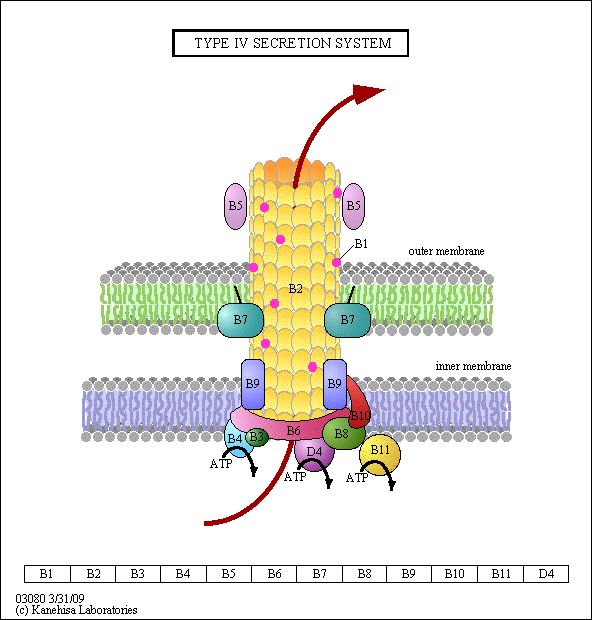 TYPE IV SECRETION SYSTEM
B5
B5
B1
outer membrane
B2
B7
B7
inner membrane
B9
B9
B10
B6
B4
B3
B8
D4
B11
ATP
ATP
ATP
B1 B2 B3 B4 B5 B6 B7 B8 B9 B10 B11 D4
03080 3/31/09
(c) Kanehisa Laboratories